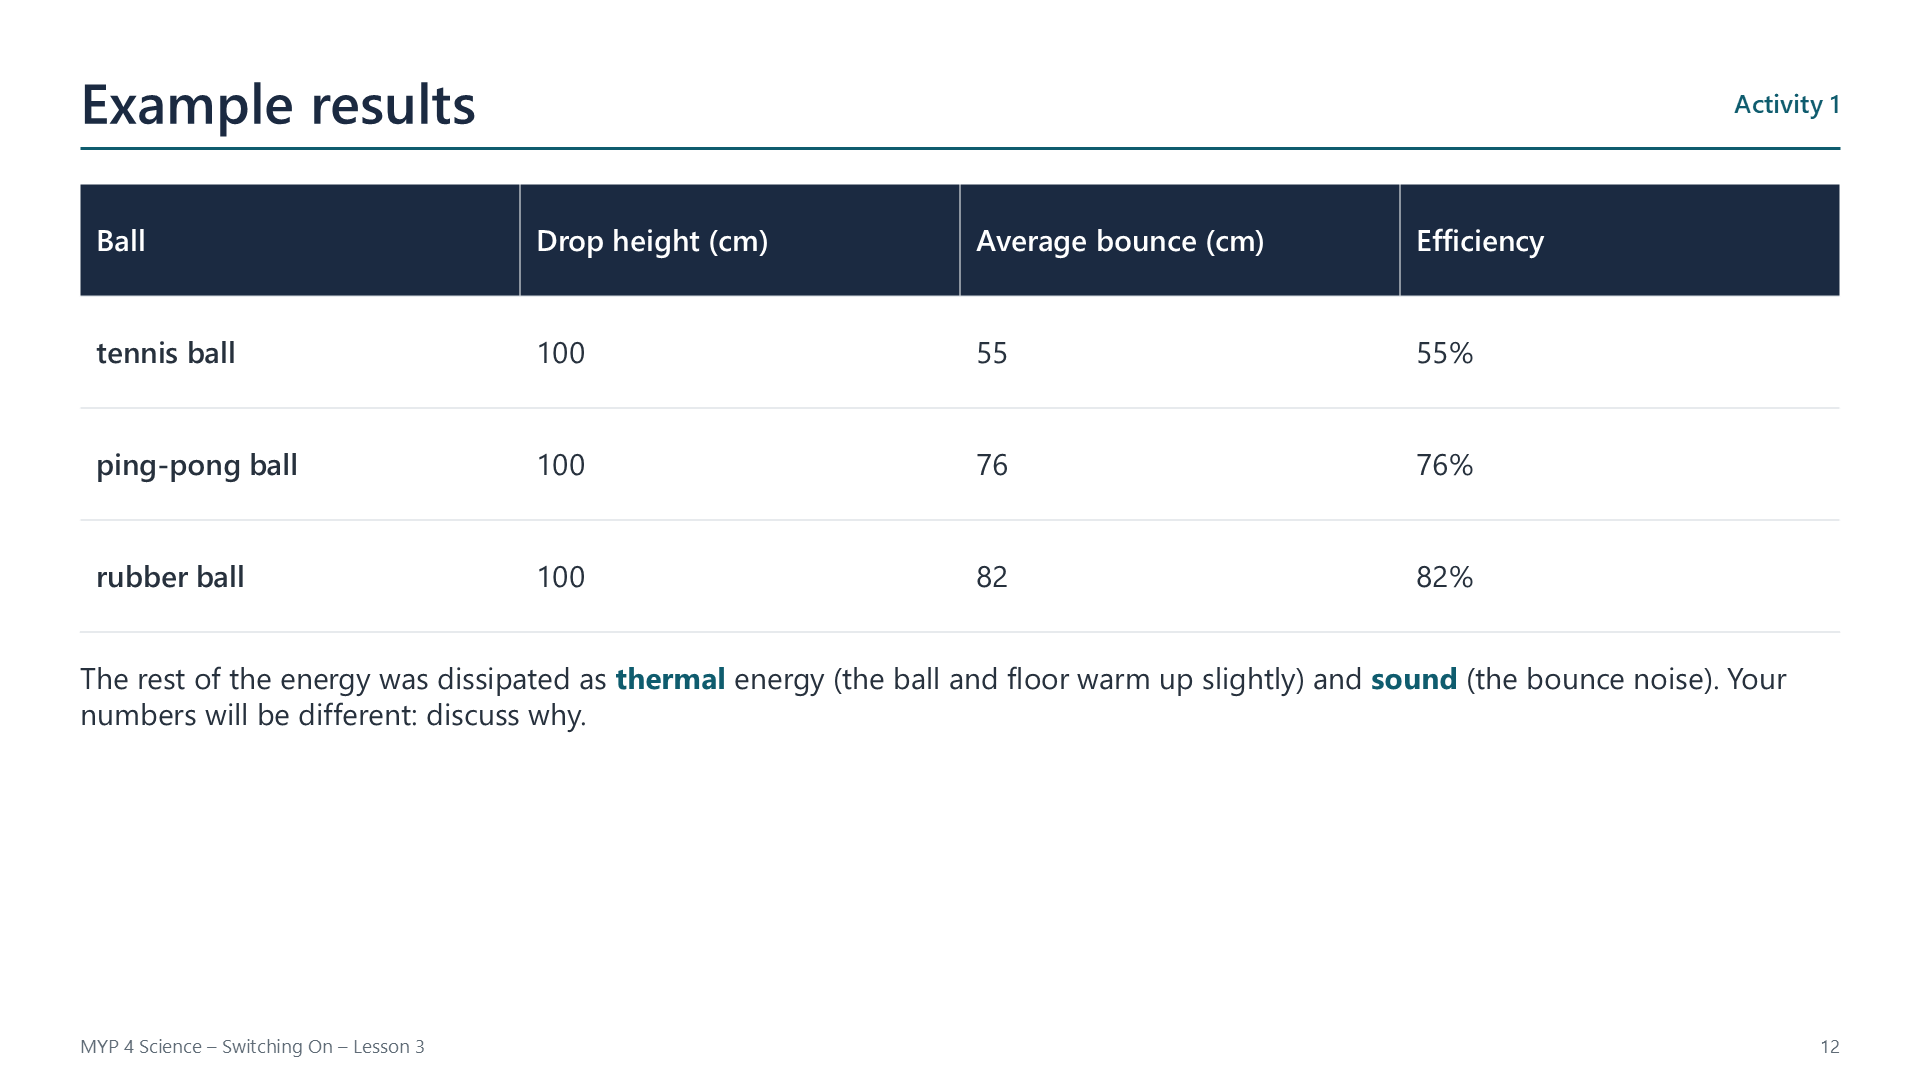 Example results
Activity 1
Ball Drop height (cm) Average bounce (cm) Efficiency
tennis ball 100 55 55%
ping-pong ball 100 76 76%
rubber ball 100 82 82%
The rest of the energy was dissipated as thermal energy (the ball and floor warm up slightly) and sound (the bounce noise). Your
numbers will be different: discuss why.
MYP 4 Science – Switching On – Lesson 3
12